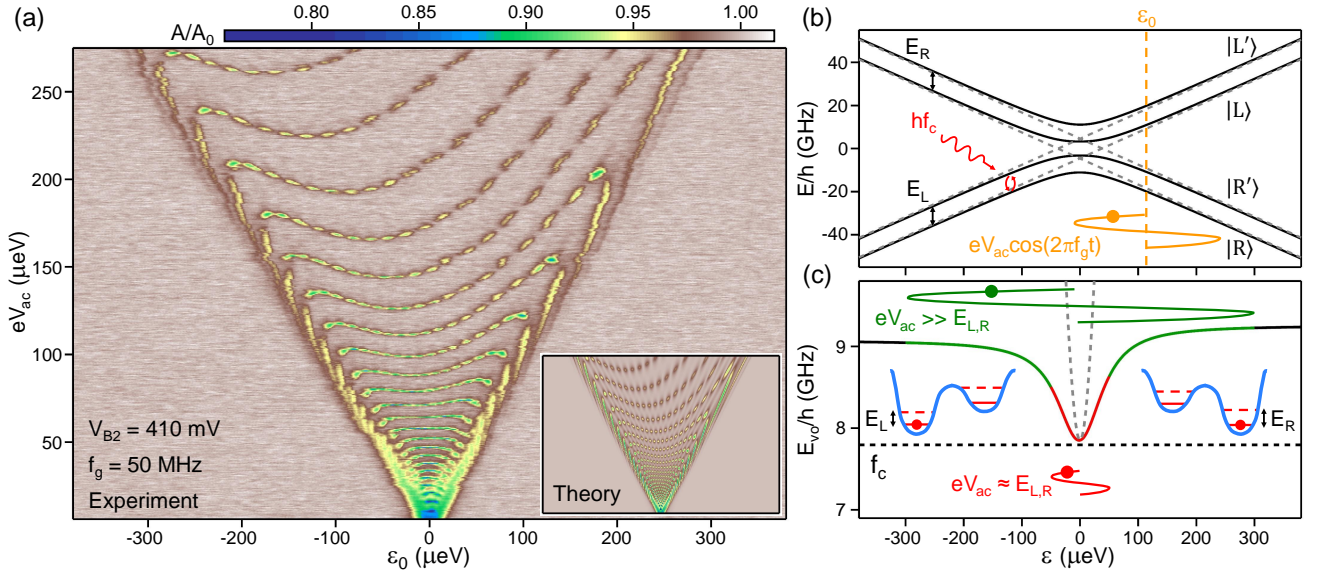 (a)
A/A0
0.80
0.85
0.90
0.95
1.00
eVac (μeV)
250
200
150
100
50
VB2 = 410 mV
fg = 50 MHz
Experiment
Theory
-300
-200
-100
0
100
200
300
ε0 (μeV)
(b)
ε0
E/h (GHz)
40
20
0
-20
-40
ER
|L′⟩
|L⟩
hfc
EL
|R′⟩
|R⟩
eVaccos(2πfgt)
(c)
Evo/h (GHz)
9
8
7
eVac >> EL,R
EL
ER
fc
eVac ≈ EL,R
-300
-200
-100
0
100
200
300
ε (μeV)